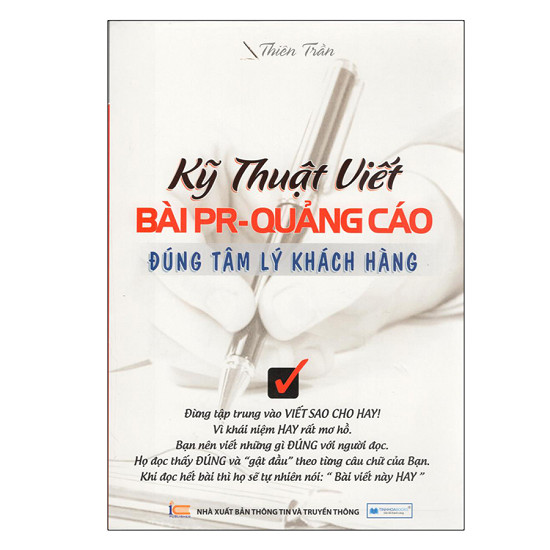 Thiên Trần
Kỹ Thuật Viết
BÀI PR-QUẢNG CÁO
ĐÚNG TÂM LÝ KHÁCH HÀNG
Đừng tập trung vào VIẾT SAO CHO HAY!
Vì khái niệm HAY rất mơ hồ.
Bạn nên viết những gì ĐÚNG với người đọc.
Họ đọc thấy ĐÚNG và “gật đầu” theo từng câu chữ của Bạn.
Khi đọc hết bài thì họ sẽ tự nhiên nói: “ Bài viết này HAY ”
NHÀ XUẤT BẢN THÔNG TIN VÀ TRUYỀN THÔNG